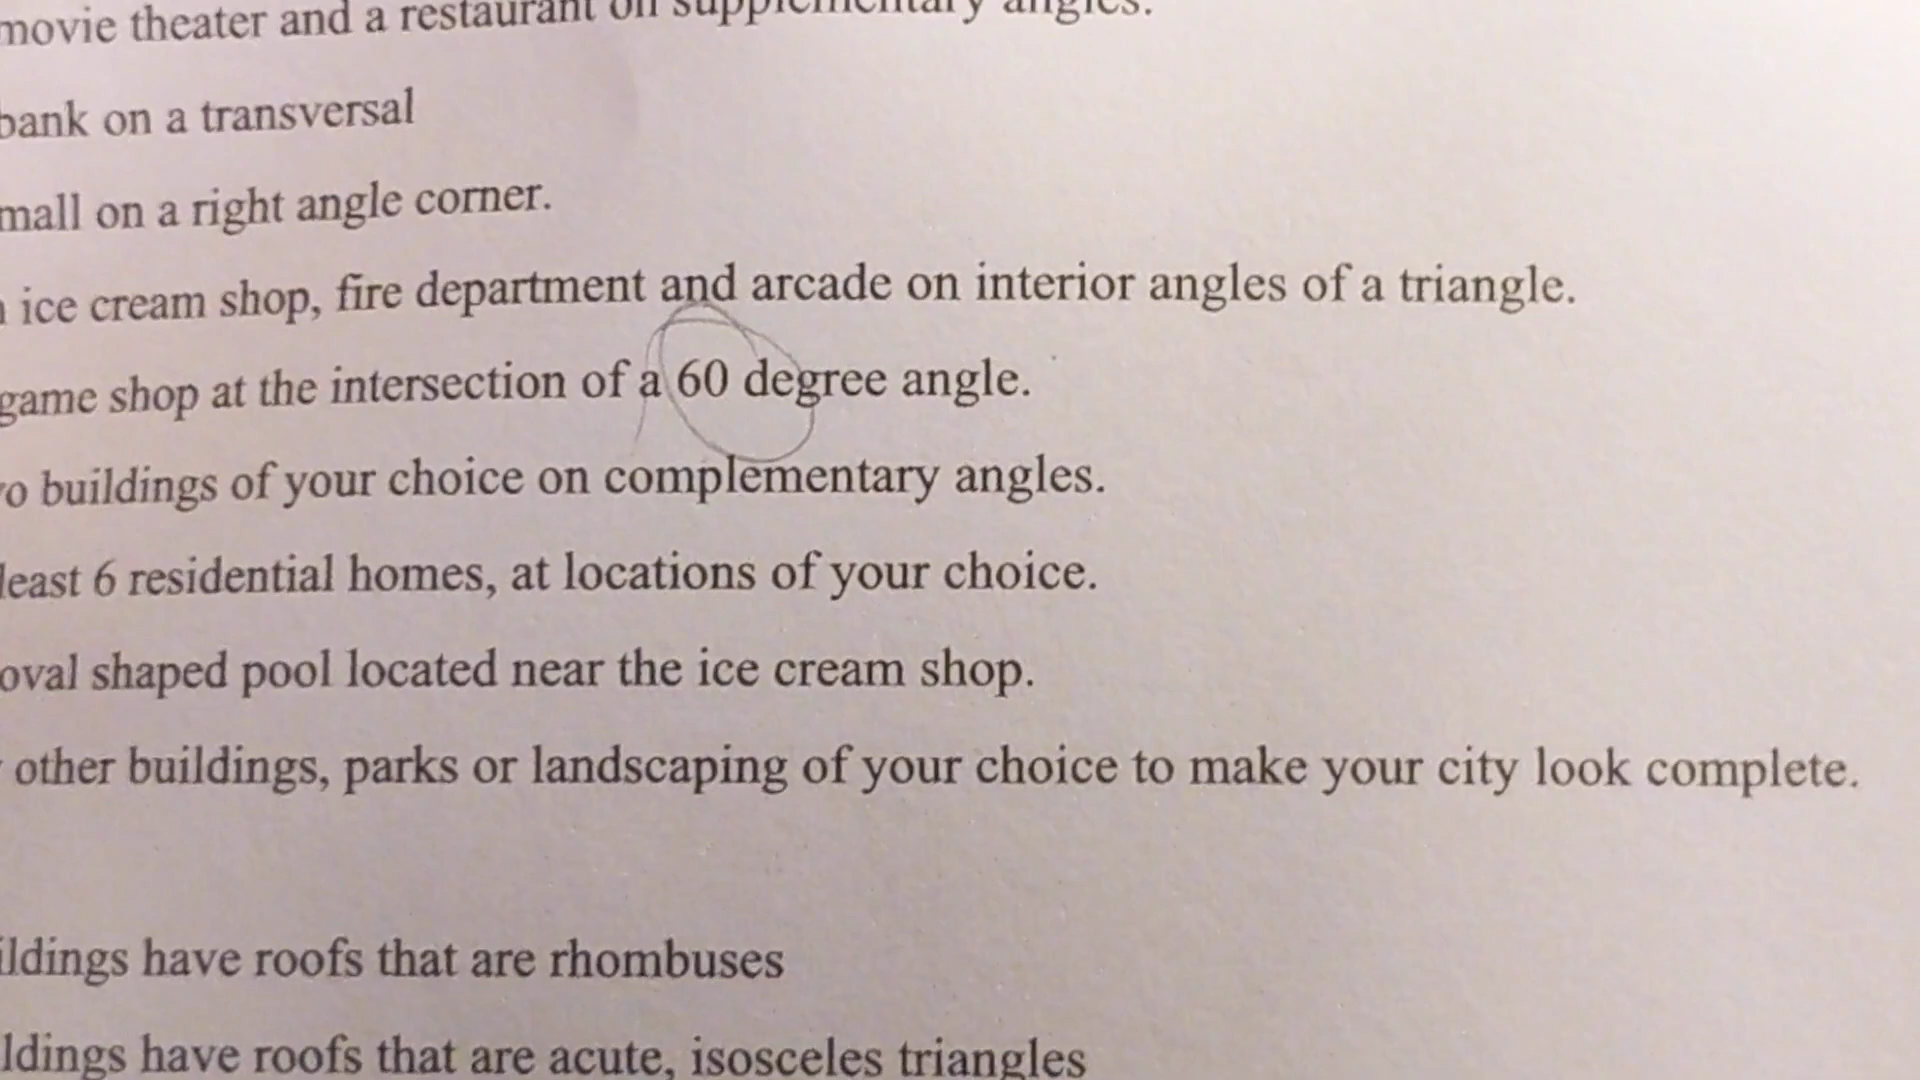 movie theater and a restaurant on supplementary angles.
bank on a transversal
mall on a right angle corner.
ice cream shop, fire department and arcade on interior angles of a triangle.
game shop at the intersection of a 60 degree angle.
buildings of your choice on complementary angles.
least 6 residential homes, at locations of your choice.
oval shaped pool located near the ice cream shop.
other buildings, parks or landscaping of your choice to make your city look complete.
ildings have roofs that are rhombuses
ldings have roofs that are acute, isosceles triangles